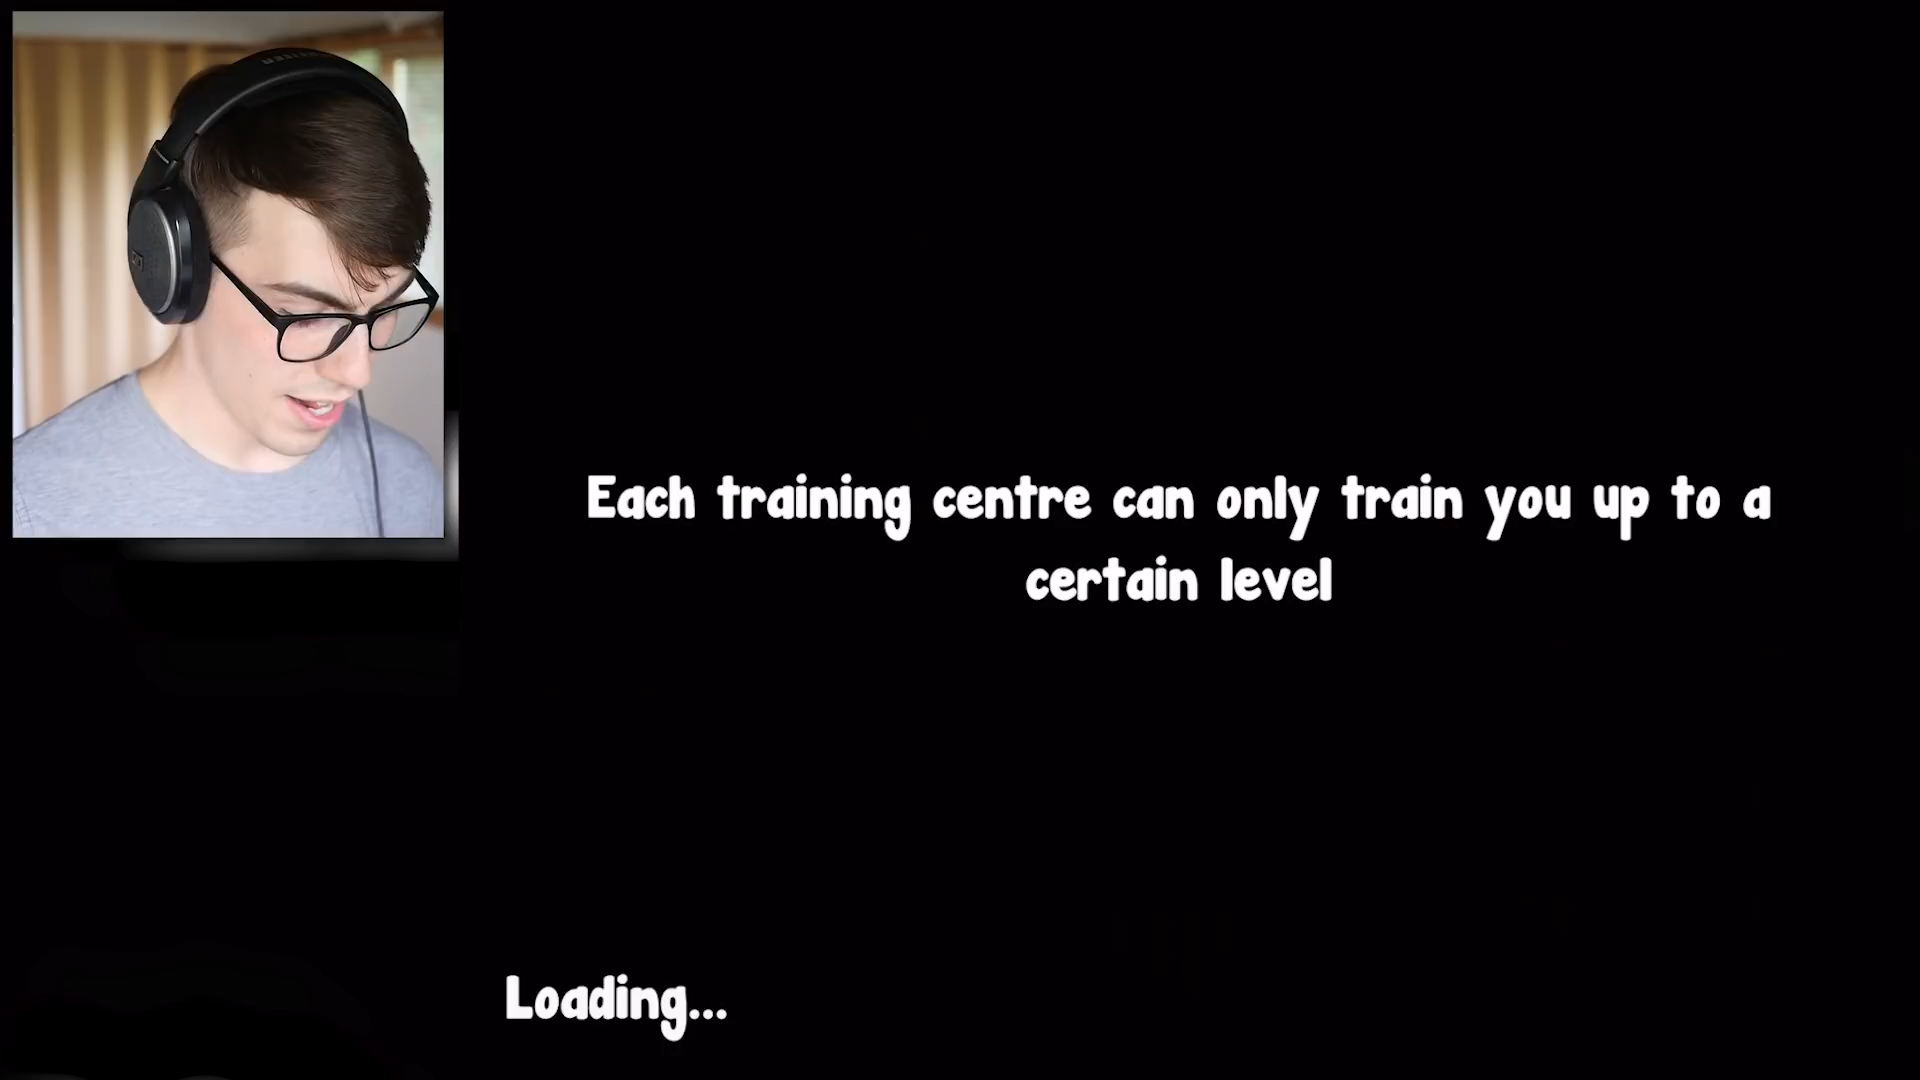 Each training centre can only train you up to a
certain level
Loading...